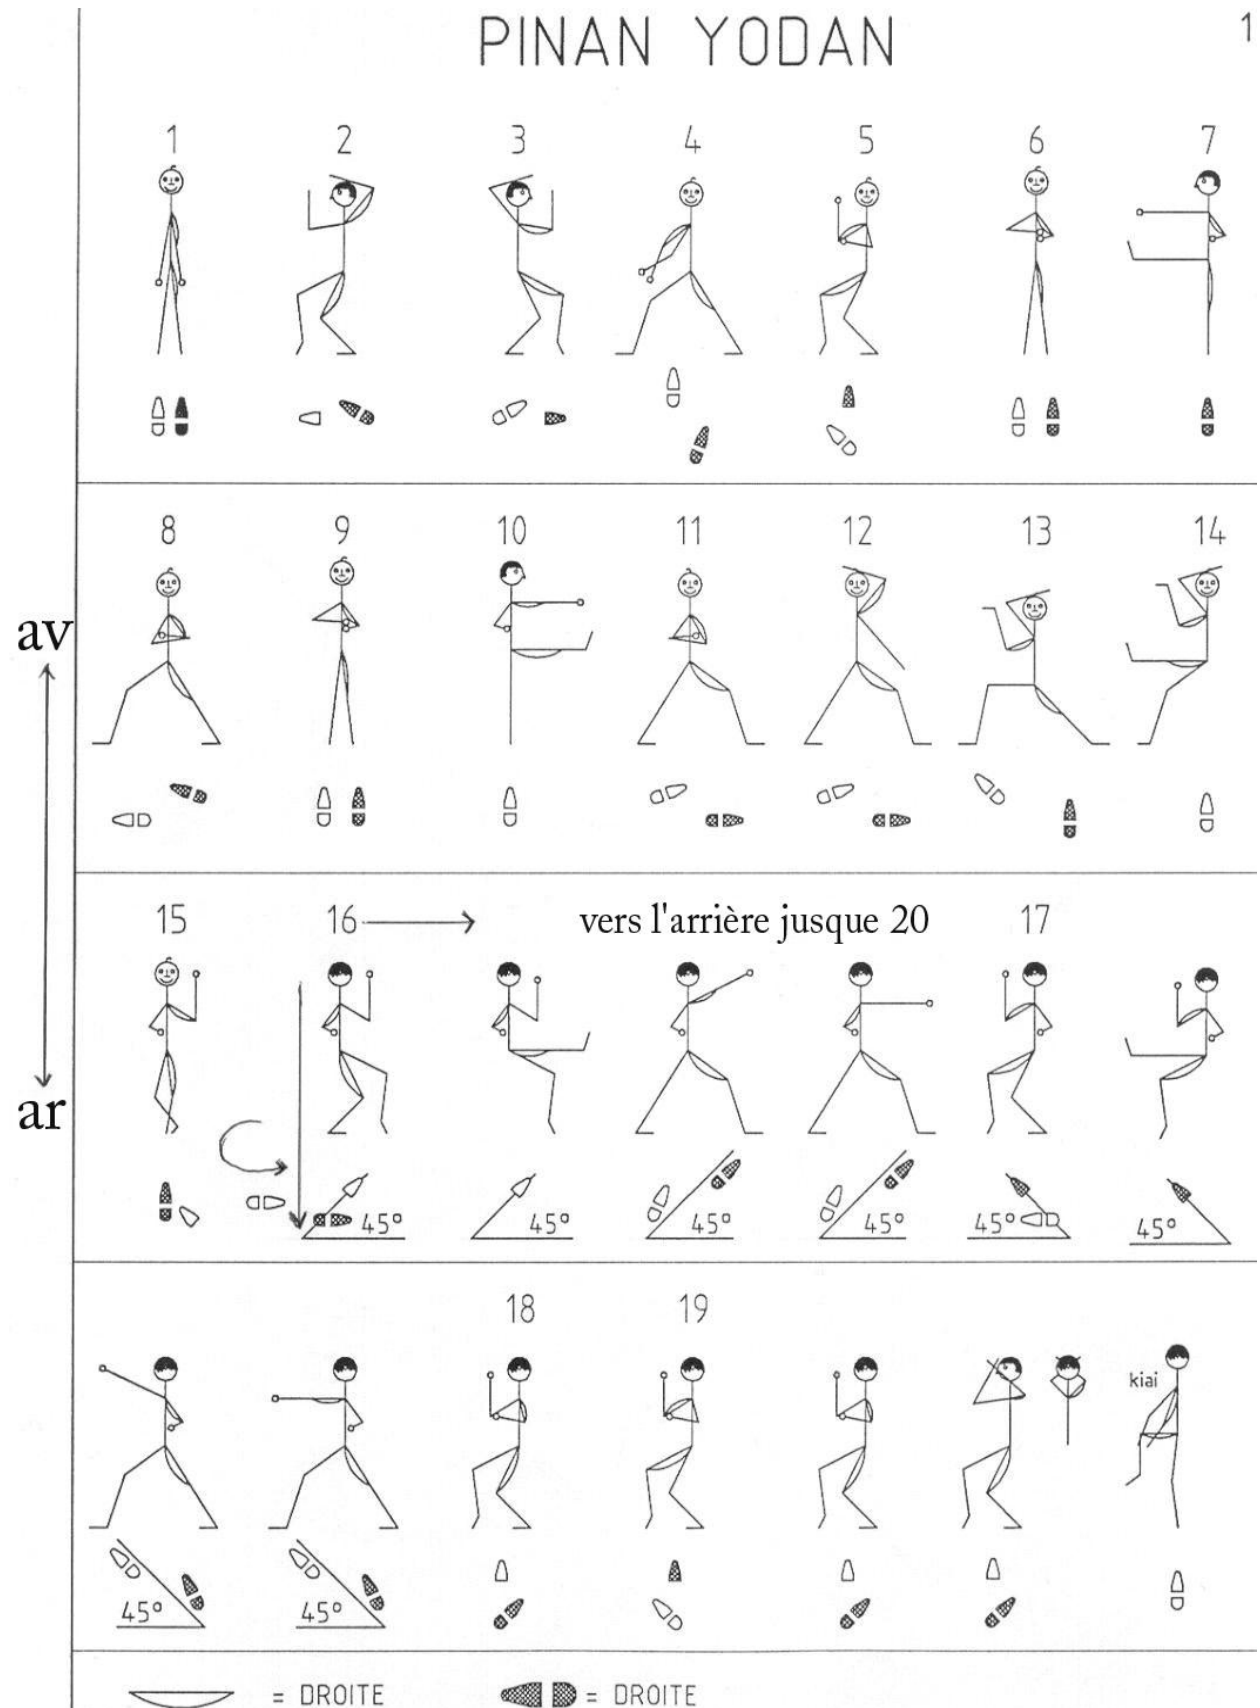 PINAN YODAN
1
1 2 3 4 5 6 7
8 9 10 11 12 13 14
av
15 16 vers l'arrière jusque 20 17
ar
45° 45° 45° 45° 45° 45°
18 19
kiai
45° 45°
= DROITE = DROITE